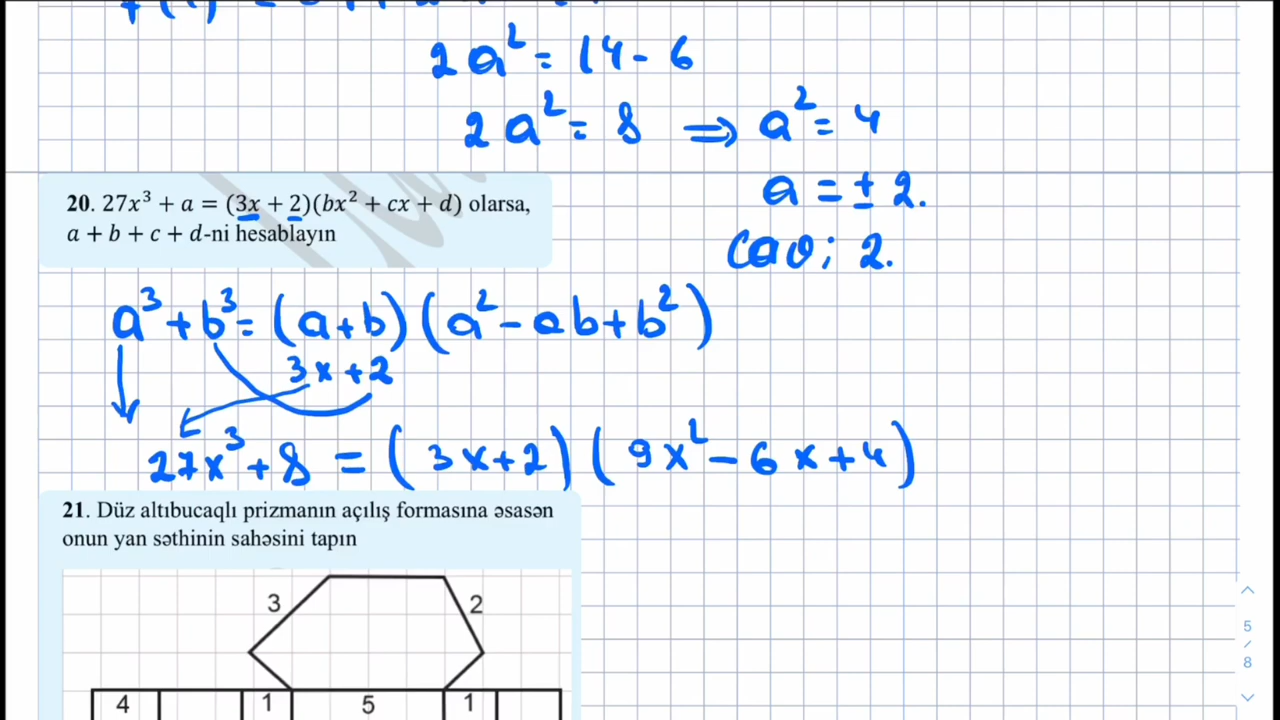 2a² = 14 - 6
2a² = 8 ⇒ a² = 4
a = ± 2.
Cav; 2.
20. 27x³ + a = (3x + 2)(bx² + cx + d) olarsa,
a + b + c + d-ni hesablayın
a³ + b³ = (a+b)(a² - ab + b²)
3x + 2
27x³ + 8 = (3x+2)(9x² - 6x + 4)
21. Düz altıbucaqlı prizmanın açılış formasına əsasən
onun yan səthinin sahəsini tapın
3 2
4 1 5 1
5
/
8